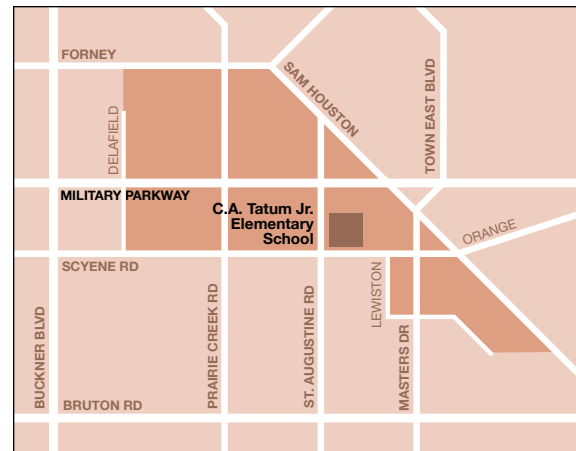 FORNEY
SAM HOUSTON
TOWN EAST BLVD
DELAFIELD
MILITARY PARKWAY
C.A. Tatum Jr.
Elementary
School
ORANGE
SCYENE RD
LEWISTON
BUCKNER BLVD
PRAIRIE CREEK RD
ST. AUGUSTINE RD
MASTERS DR
BRUTON RD